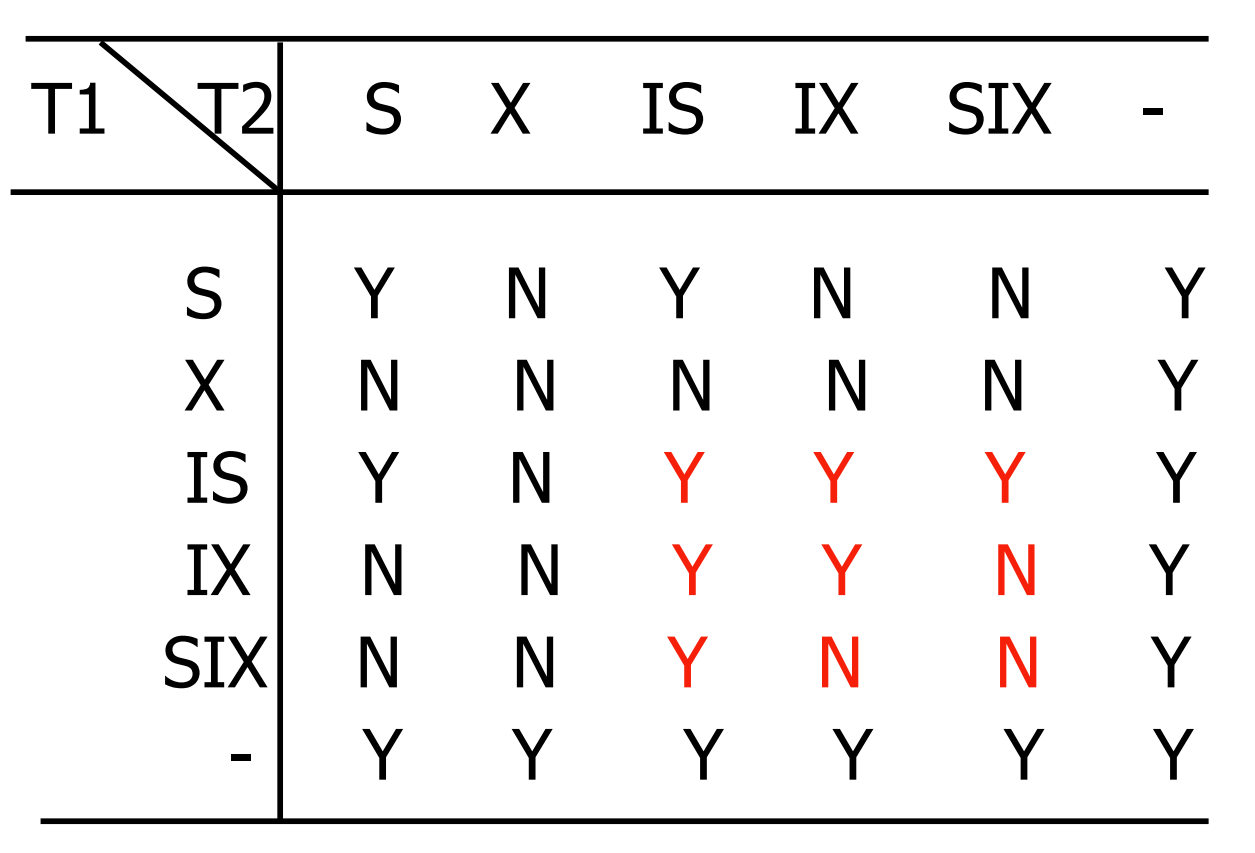 T1 T2 S X IS IX SIX -
S Y N Y N N Y
X N N N N N Y
IS Y N Y Y Y Y
IX N N Y Y N Y
SIX N N Y N N Y
- Y Y Y Y Y Y